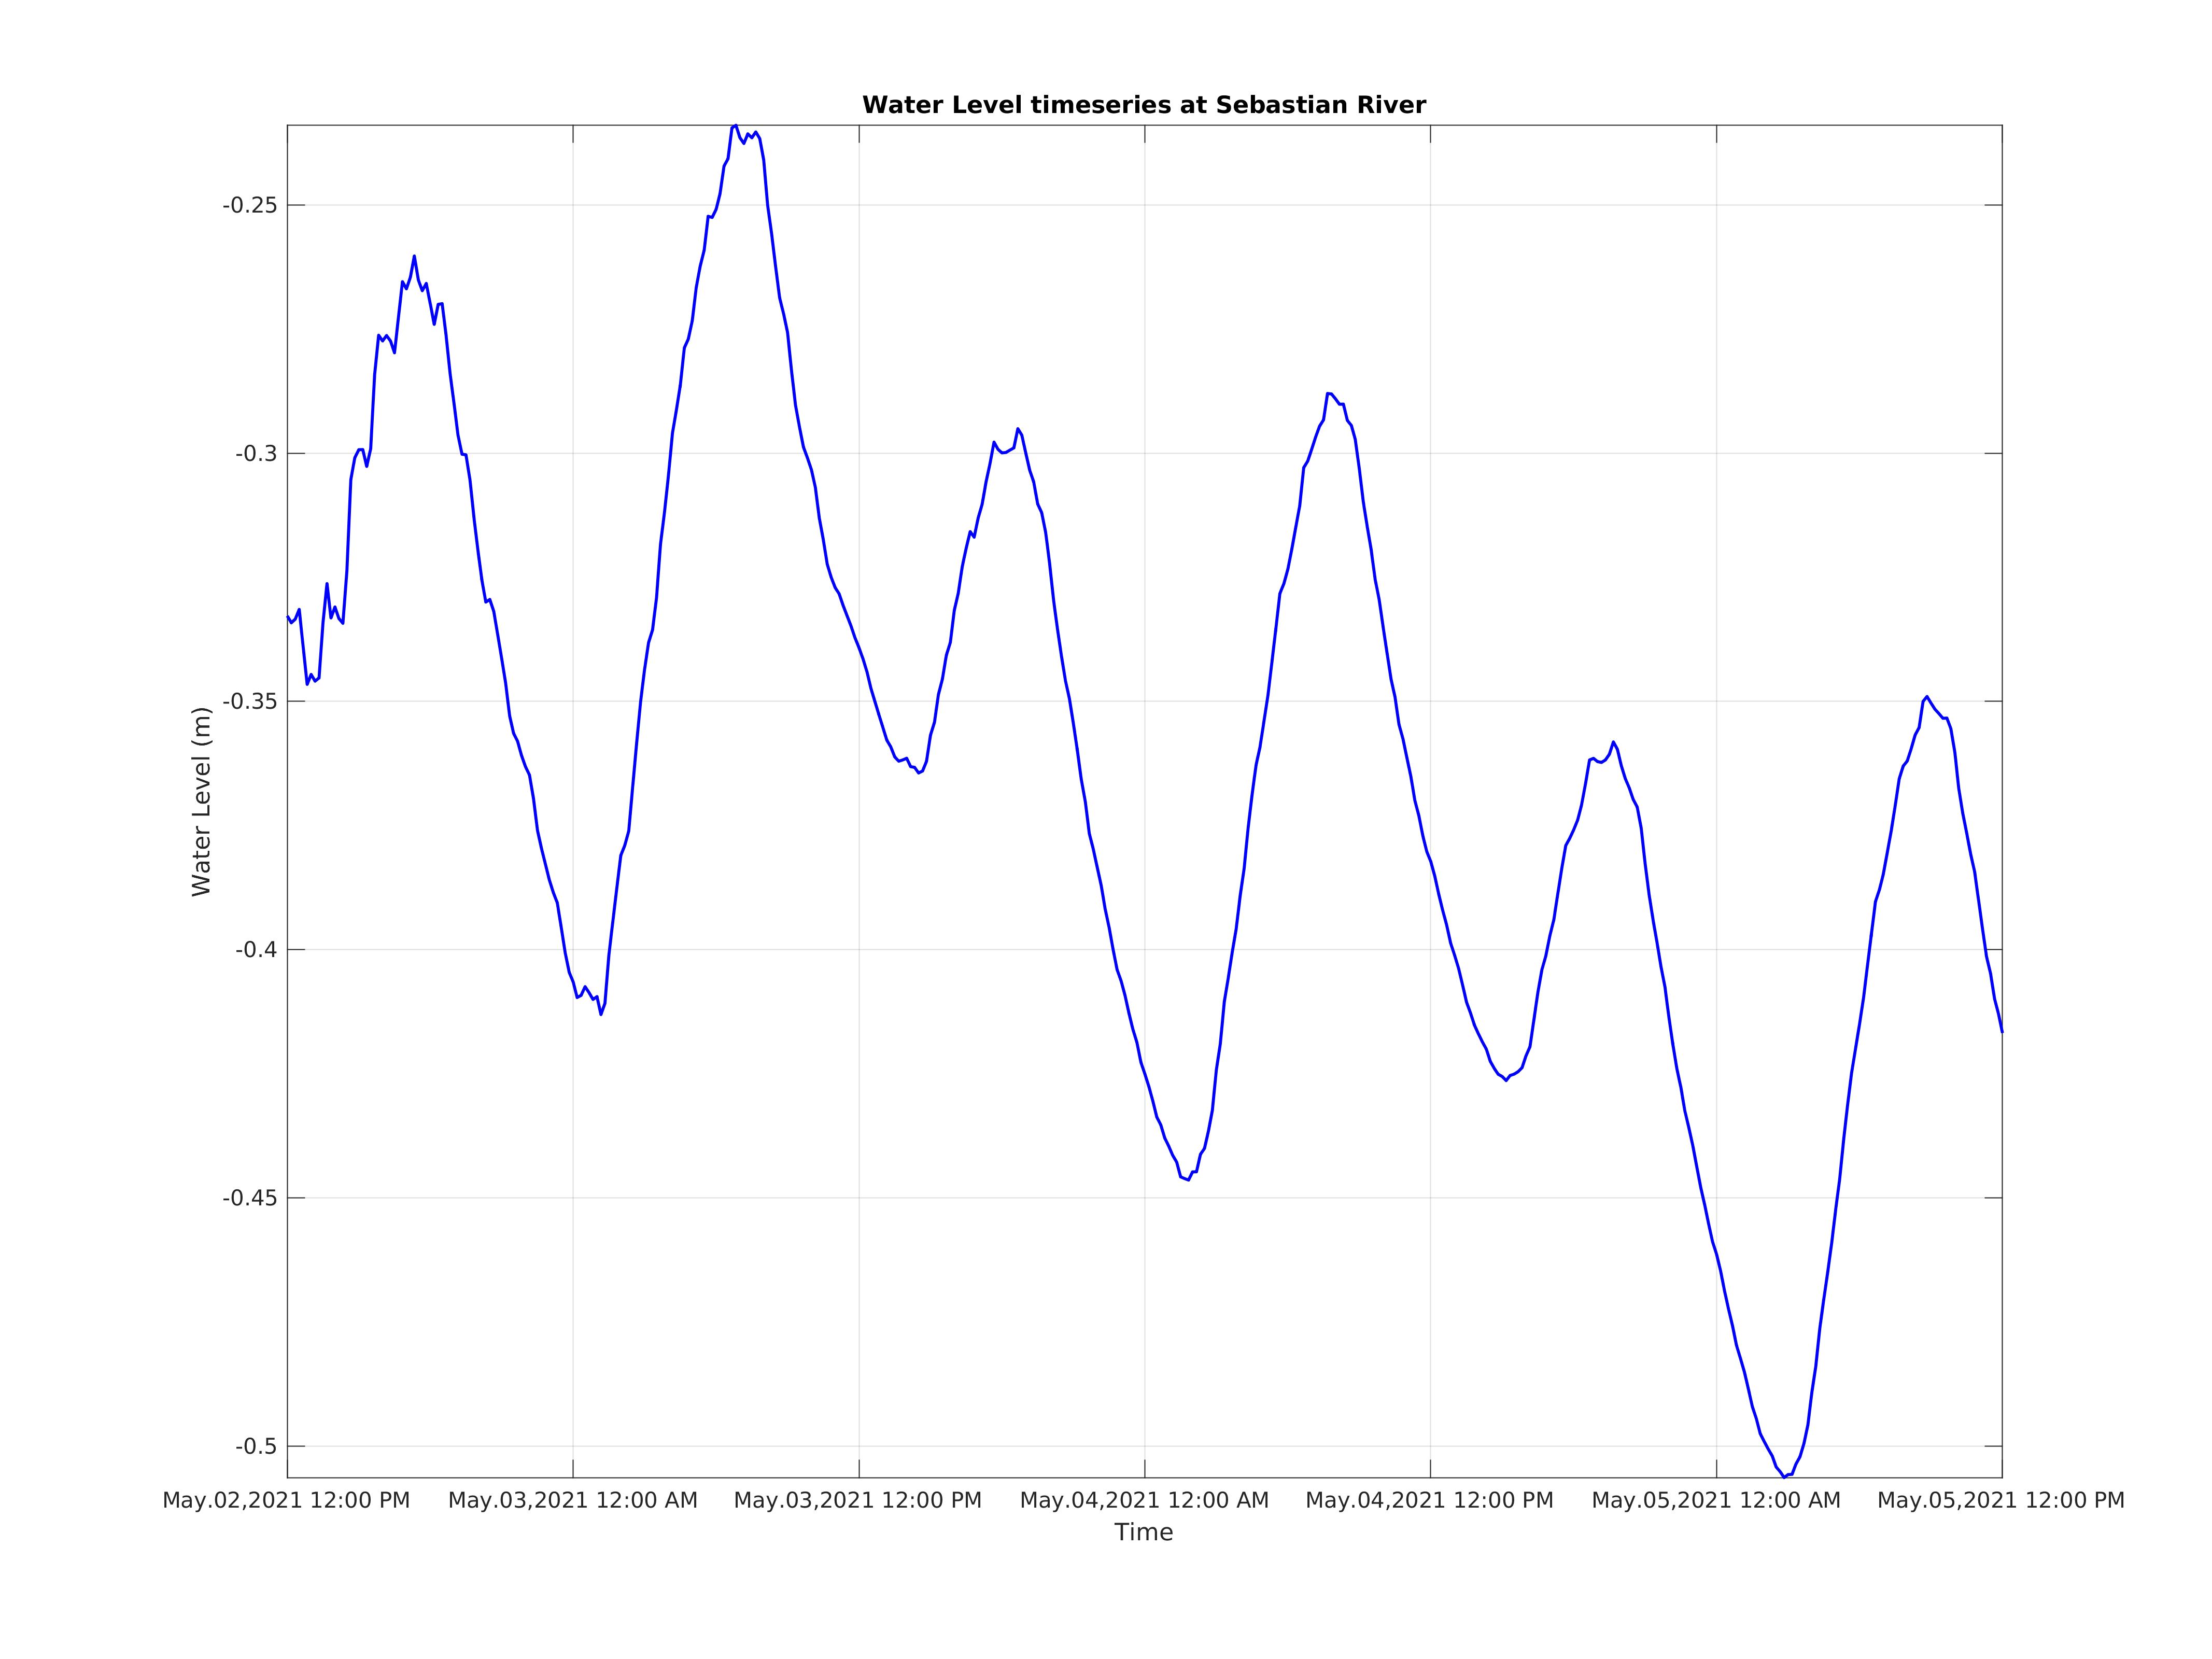 Water Level timeseries at Sebastian River
-0.25
-0.3
-0.35
Water Level (m)
-0.4
-0.45
-0.5
May.02,2021 12:00 PM May.03,2021 12:00 AM May.03,2021 12:00 PM May.04,2021 12:00 AM May.04,2021 12:00 PM May.05,2021 12:00 AM May.05,2021 12:00 PM
Time